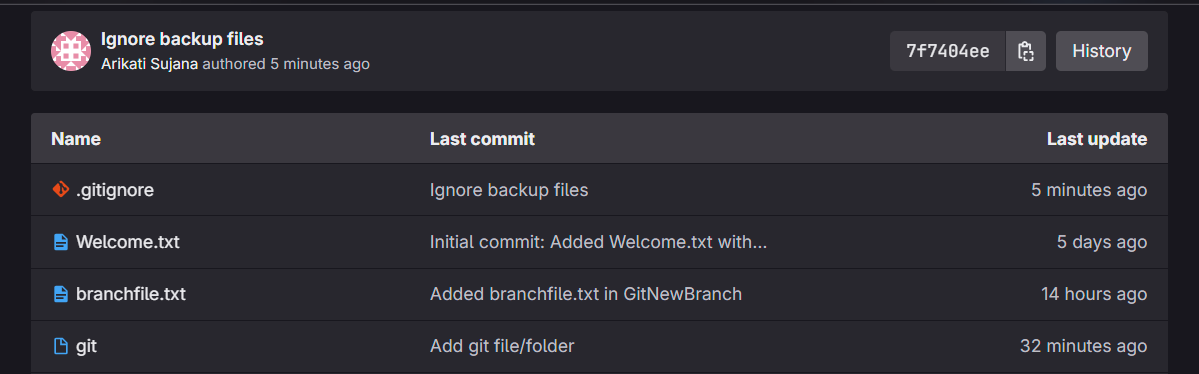 Ignore backup files
Arikati Sujana authored 5 minutes ago
7f7404ee
History
Name Last commit Last update
.gitignore Ignore backup files 5 minutes ago
Welcome.txt Initial commit: Added Welcome.txt with... 5 days ago
branchfile.txt Added branchfile.txt in GitNewBranch 14 hours ago
git Add git file/folder 32 minutes ago